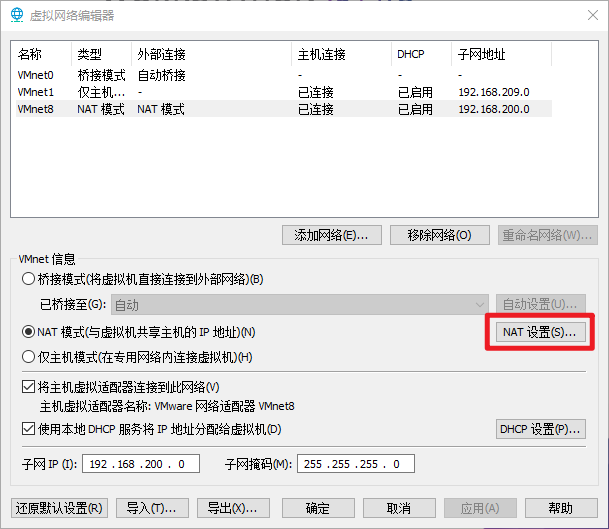 虚拟网络编辑器
名称 类型 外部连接 主机连接 DHCP 子网地址
VMnet0 桥接模式 自动桥接 - - -
VMnet1 仅主机... - 已连接 已启用 192.168.209.0
VMnet8 NAT 模式 NAT 模式 已连接 已启用 192.168.200.0
添加网络(E)... 移除网络(O) 重命名网络(W)...
VMnet 信息
桥接模式(将虚拟机直接连接到外部网络)(B)
已桥接至(G): 自动 自动设置(U)...
NAT 模式(与虚拟机共享主机的 IP 地址)(N) NAT 设置(S)...
仅主机模式(在专用网络内连接虚拟机)(H)
将主机虚拟适配器连接到此网络(V)
主机虚拟适配器名称: VMware 网络适配器 VMnet8
使用本地 DHCP 服务将 IP 地址分配给虚拟机(D) DHCP 设置(P)...
子网 IP (I): 192 .168 .200 . 0 子网掩码(M): 255 .255 .255 . 0
还原默认设置(R) 导入(T)... 导出(X)... 确定 取消 应用(A) 帮助